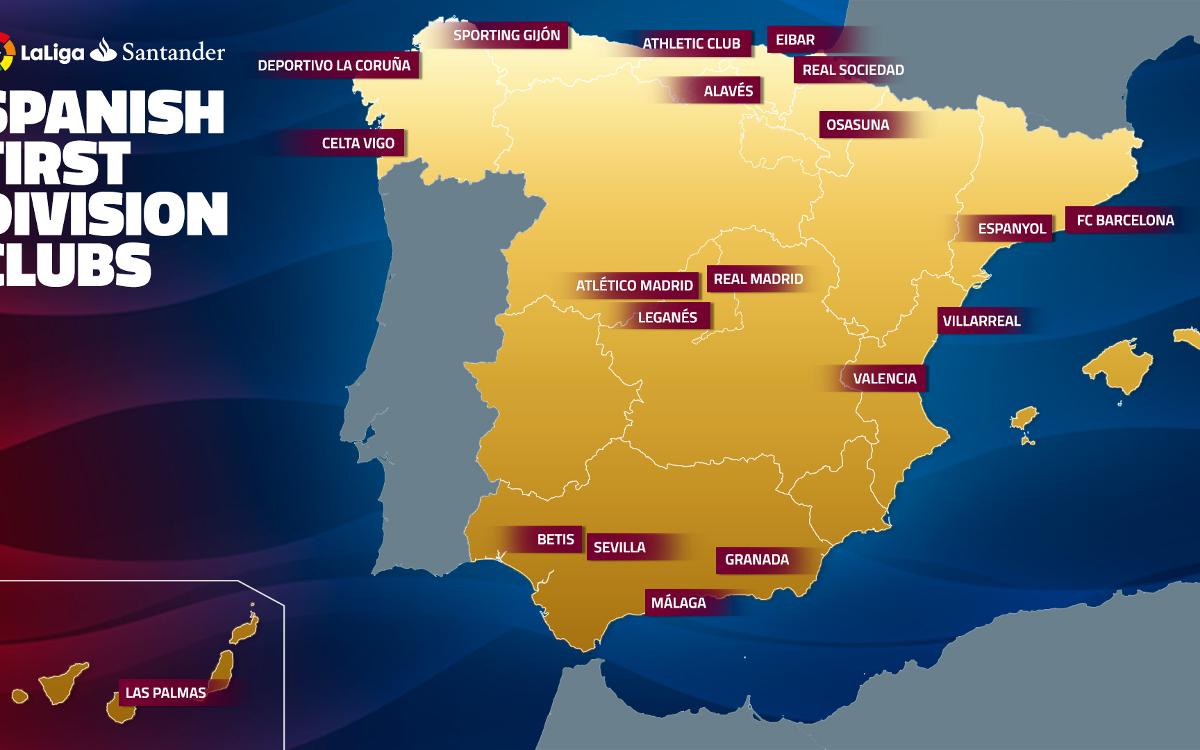 LaLiga Santander
SPANISH
FIRST
DIVISION
CLUBS
SPORTING GIJÓN
ATHLETIC CLUB
EIBAR
DEPORTIVO LA CORUÑA
REAL SOCIEDAD
ALAVÉS
OSASUNA
CELTA VIGO
ESPANYOL
FC BARCELONA
ATLÉTICO MADRID
REAL MADRID
LEGANÉS
VILLARREAL
VALENCIA
BETIS
SEVILLA
GRANADA
MÁLAGA
LAS PALMAS